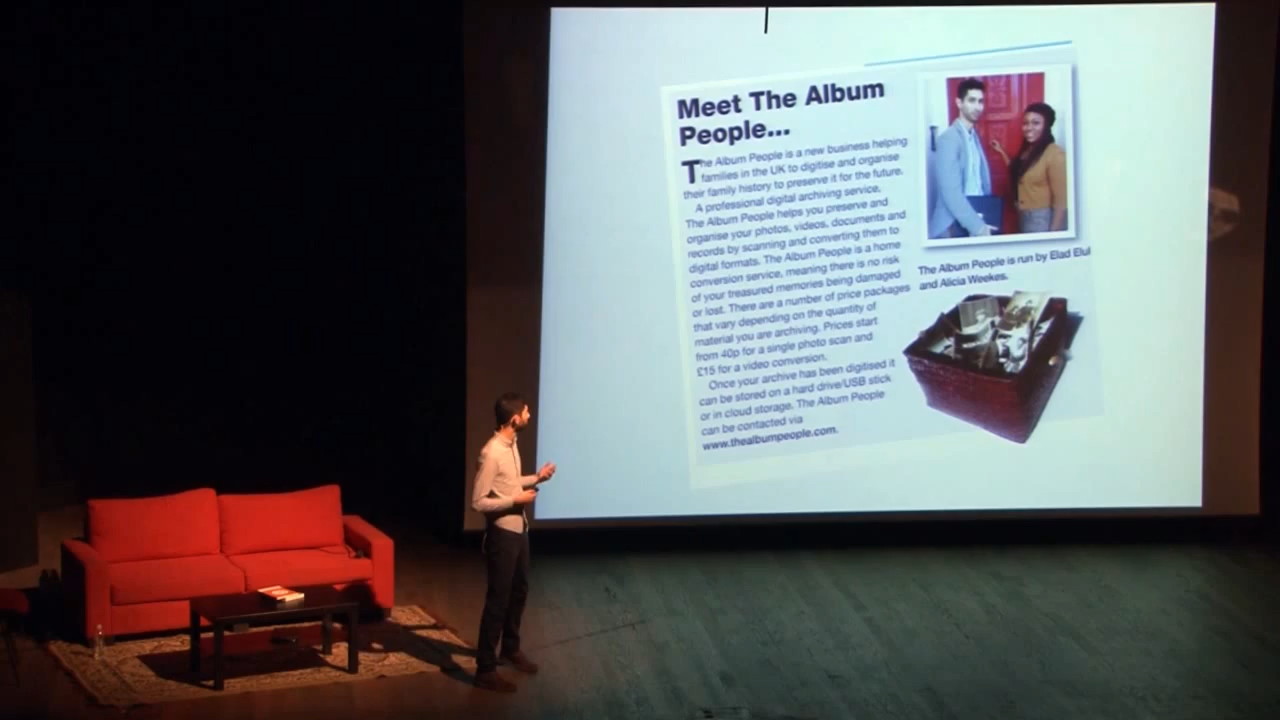 Meet The Album
People...
The Album People is a new business helping
families in the UK to digitise and organise
their family history to preserve it for the future.
A professional digital archiving service,
The Album People helps you preserve and
organise your photos, videos, documents and
records by scanning and converting them to
digital formats. The Album People is a home
conversion service, meaning there is no risk
of your treasured memories being damaged
or lost. There are a number of price packages
that vary depending on the quantity of
material you are archiving. Prices start
from 40p for a single photo scan and
£15 for a video conversion.
Once your archive has been digitised it
can be stored on a hard drive/USB stick
or in cloud storage. The Album People
can be contacted via
www.thealbumpeople.com.
The Album People is run by Elad Elul
and Alicia Weekes.